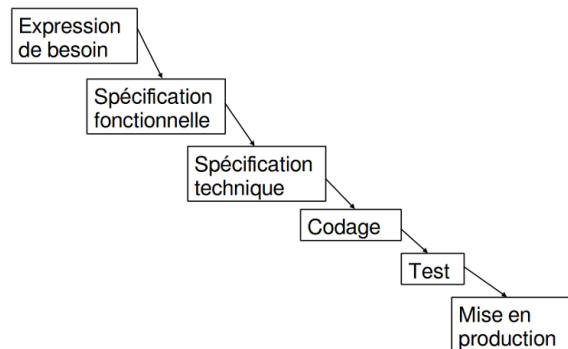 Expression
de besoin
Spécification
fonctionnelle
Spécification
technique
Codage
Test
Mise en
production